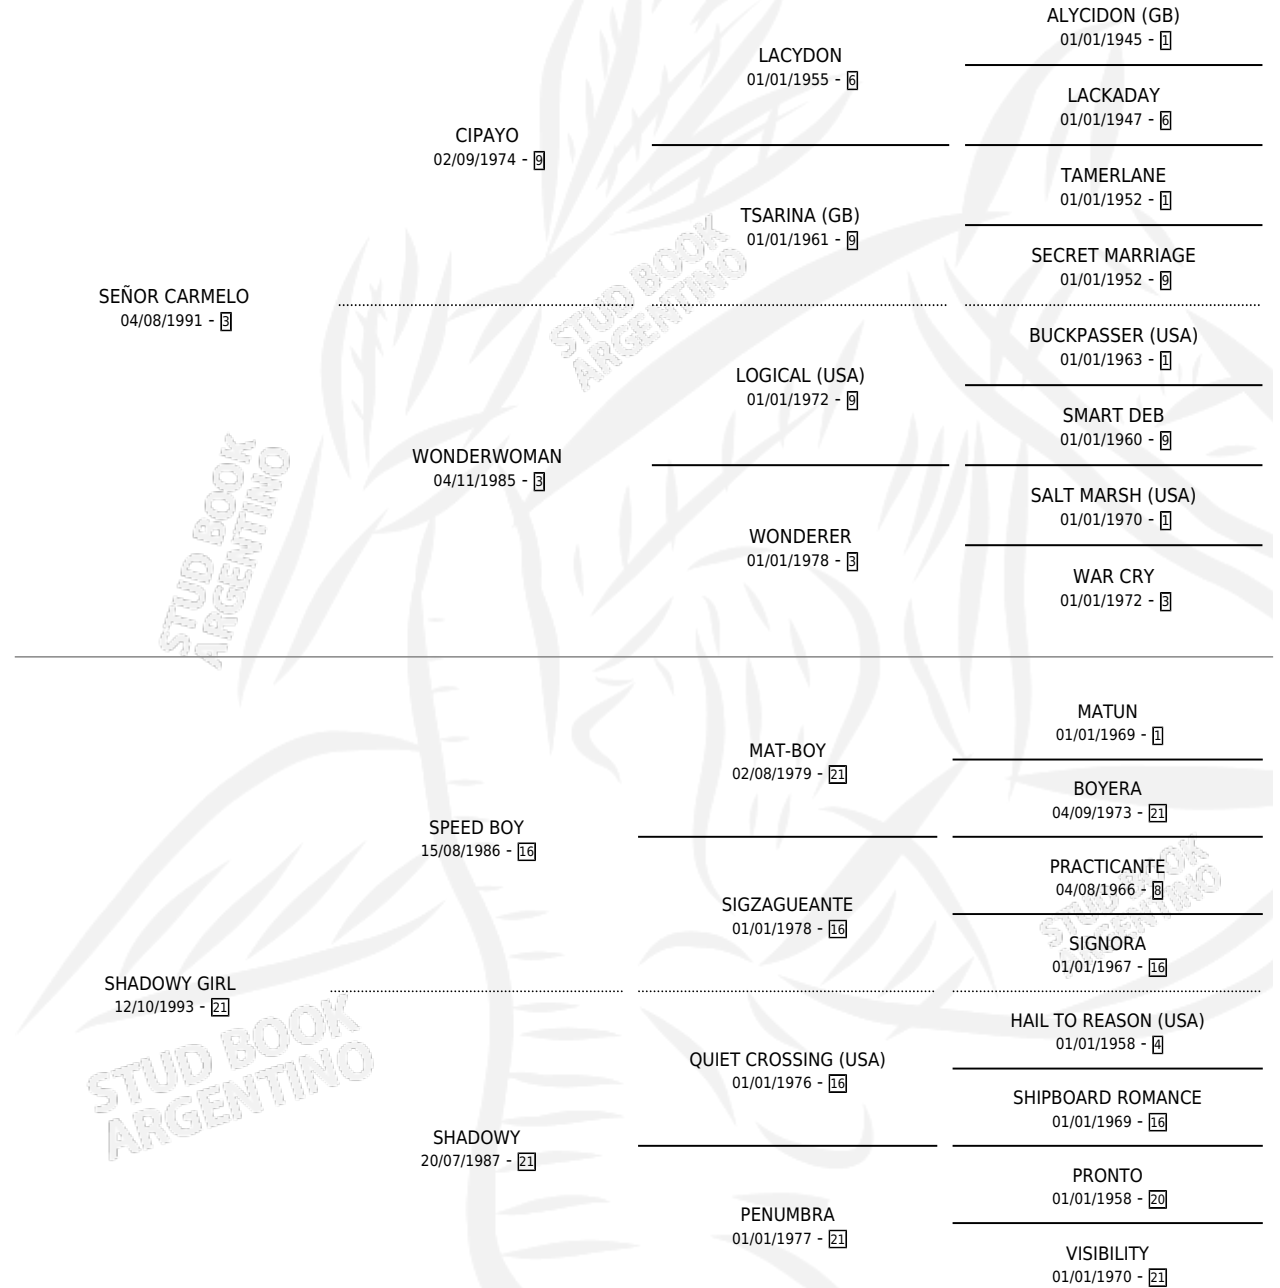 ALYCIDON (GB)
01/01/1945 - 1
LACYDON
01/01/1955 - 6
LACKADAY
01/01/1947 - 6
CIPAYO
02/09/1974 - 9
TAMERLANE
01/01/1952 - 1
TSARINA (GB)
01/01/1961 - 9
SECRET MARRIAGE
01/01/1952 - 9
SEÑOR CARMELO
04/08/1991 - 3
BUCKPASSER (USA)
01/01/1963 - 1
LOGICAL (USA)
01/01/1972 - 9
SMART DEB
01/01/1960 - 9
WONDERWOMAN
04/11/1985 - 3
SALT MARSH (USA)
01/01/1970 - 1
WONDERER
01/01/1978 - 3
WAR CRY
01/01/1972 - 3
MATUN
01/01/1969 - 1
MAT-BOY
02/08/1979 - 21
BOYERA
04/09/1973 - 21
SPEED BOY
15/08/1986 - 16
PRACTICANTE
04/08/1966 - 8
SIGZAGUEANTE
01/01/1978 - 16
SIGNORA
01/01/1967 - 16
SHADOWY GIRL
12/10/1993 - 21
HAIL TO REASON (USA)
01/01/1958 - 4
QUIET CROSSING (USA)
01/01/1976 - 16
SHIPBOARD ROMANCE
01/01/1969 - 16
SHADOWY
20/07/1987 - 21
PRONTO
01/01/1958 - 20
PENUMBRA
01/01/1977 - 21
VISIBILITY
01/01/1970 - 21
STUD BOOK
ARGENTINO
STUD BOOK
ARGENTINO
STUD BOOK
ARGENTINO
STUD BOOK
ARGENTINO